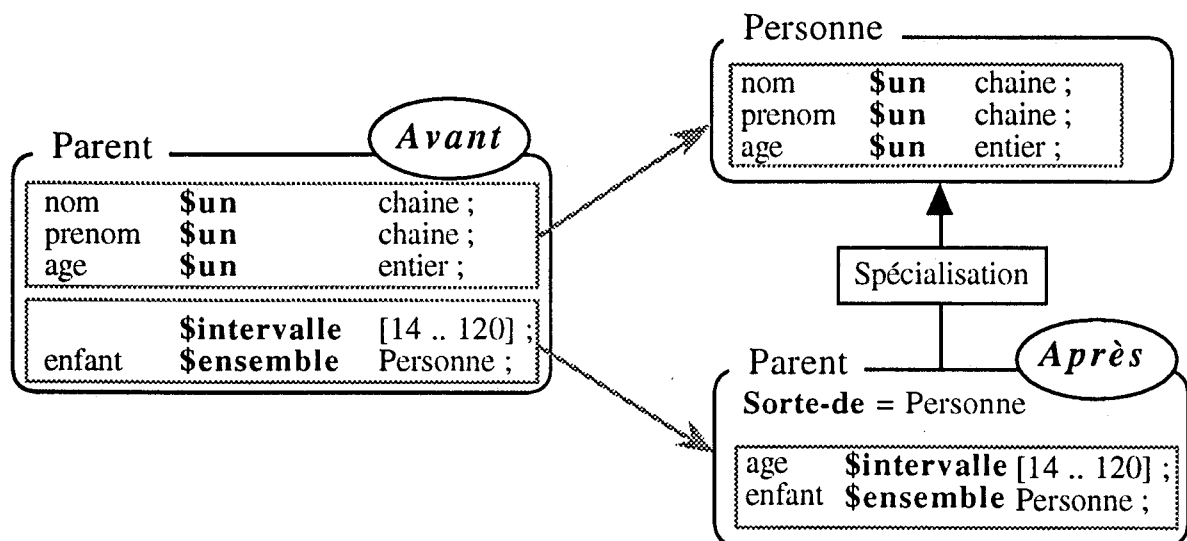 Parent
Avant
nom $un chaine ;
prenom $un chaine ;
age $un entier ;
$intervalle [14 .. 120] ;
enfant $ensemble Personne ;
Personne
nom $un chaine ;
prenom $un chaine ;
age $un entier ;
Spécialisation
Parent
Après
Sorte-de = Personne
age $intervalle [14 .. 120] ;
enfant $ensemble Personne ;